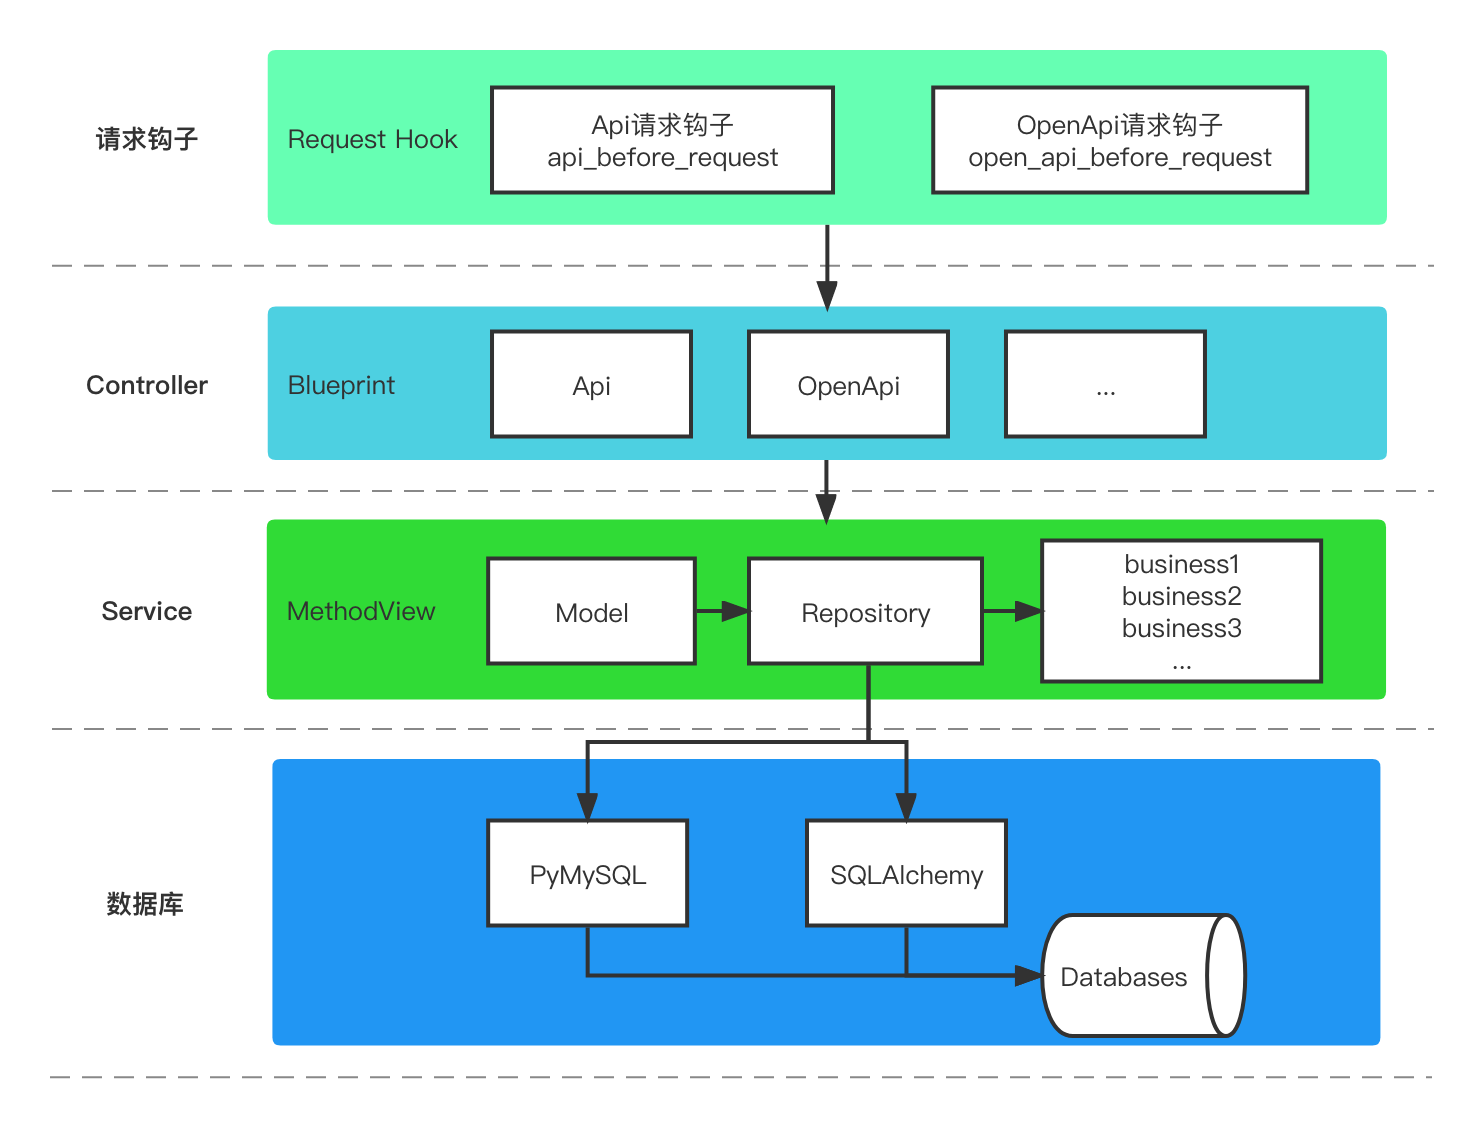 请求钩子
Request Hook
Api请求钩子
api_before_request
OpenApi请求钩子
open_api_before_request
Controller
Blueprint
Api
OpenApi
...
Service
MethodView
Model
Repository
business1
business2
business3
...
数据库
PyMySQL
SQLAlchemy
Databases